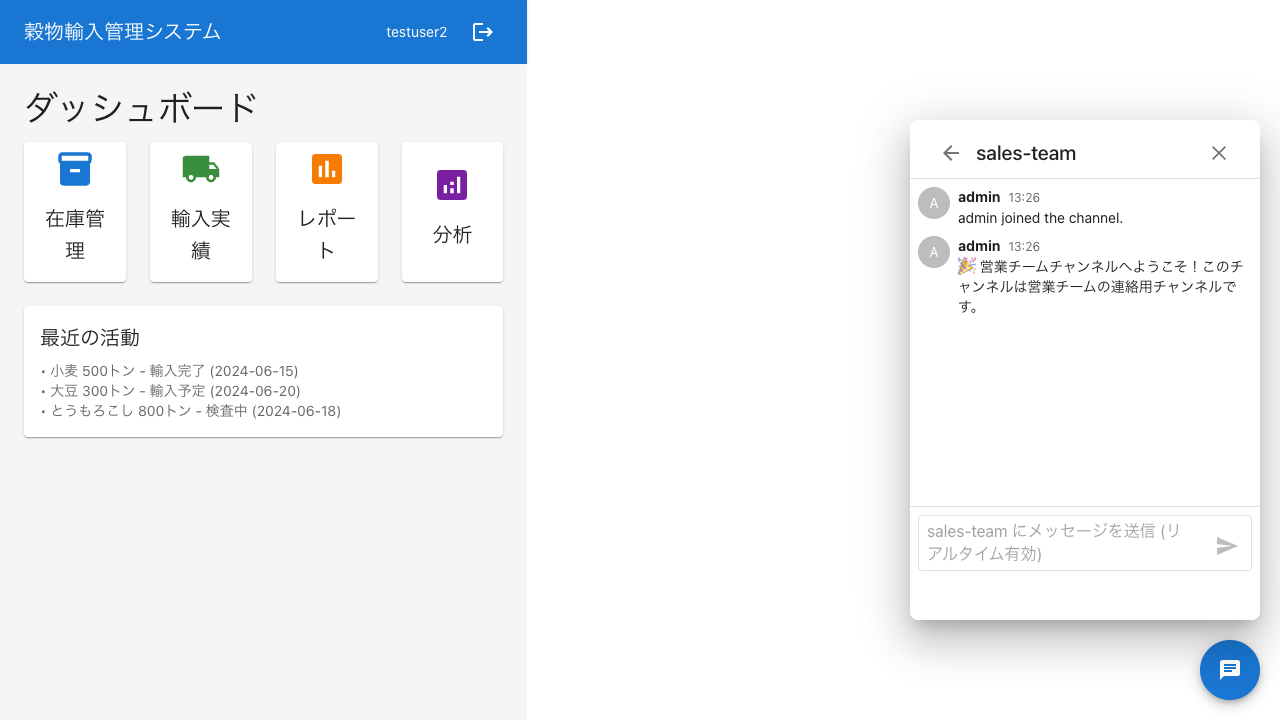 穀物輸入管理システム
testuser2
ダッシュボード
在庫管
理
輸入実
績
レポー
ト
分析
最近の活動
• 小麦 500トン - 輸入完了 (2024-06-15)
• 大豆 300トン - 輸入予定 (2024-06-20)
• とうもろこし 800トン - 検査中 (2024-06-18)
sales-team
A
admin 13:26
admin joined the channel.
A
admin 13:26
🎉 営業チームチャンネルへようこそ！このチ
ャンネルは営業チームの連絡用チャンネルで
す。
sales-team にメッセージを送信 (リ
アルタイム有効)